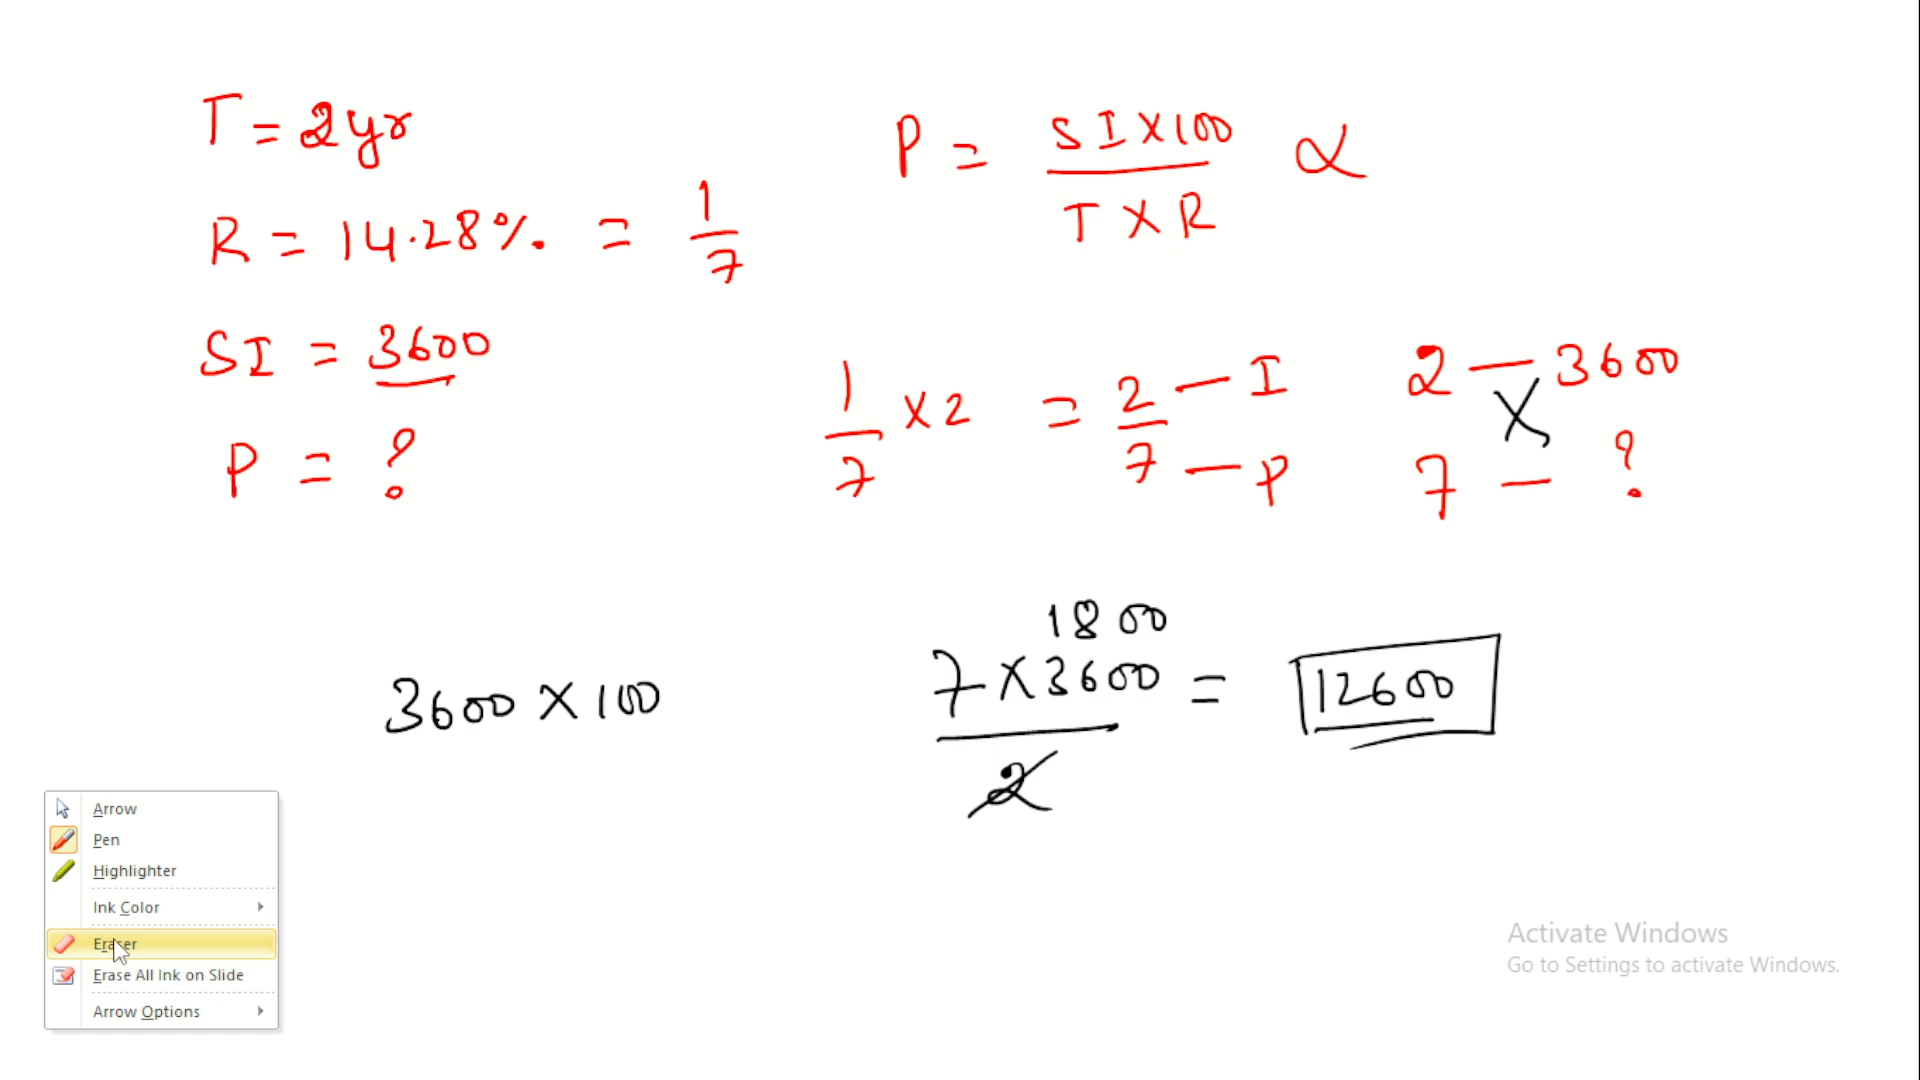 T = 2yr
R = 14.28% = 1/7
SI = 3600
P = ?
P = SI X 100 / T X R α
1/7 X 2 = 2/7 - I
- P
2 - 3600
X
7 - ?
3600 X 100
1800
7 X 3600 / 2 = 12600
Arrow
Pen
Highlighter
Ink Color
Eraser
Erase All Ink on Slide
Arrow Options
Activate Windows
Go to Settings to activate Windows.